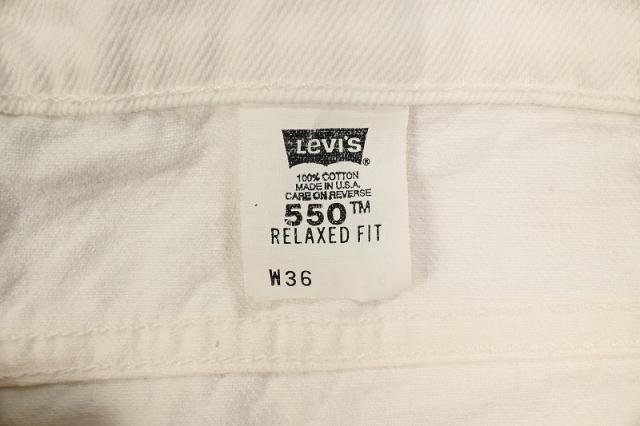 Levi's ®
100% COTTON
MADE IN U.S.A.
CARE ON REVERSE
550™
RELAXED FIT
W36